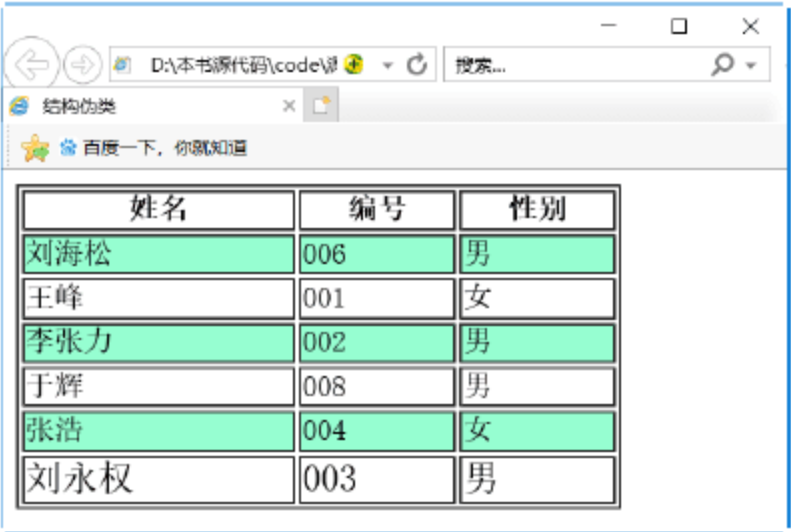 D:\本书源代码\code\
搜索...
结构伪类
百度一下，你就知道
姓名 编号 性别
刘海松 006 男
王峰 001 女
李张力 002 男
于辉 008 男
张浩 004 女
刘永权 003 男